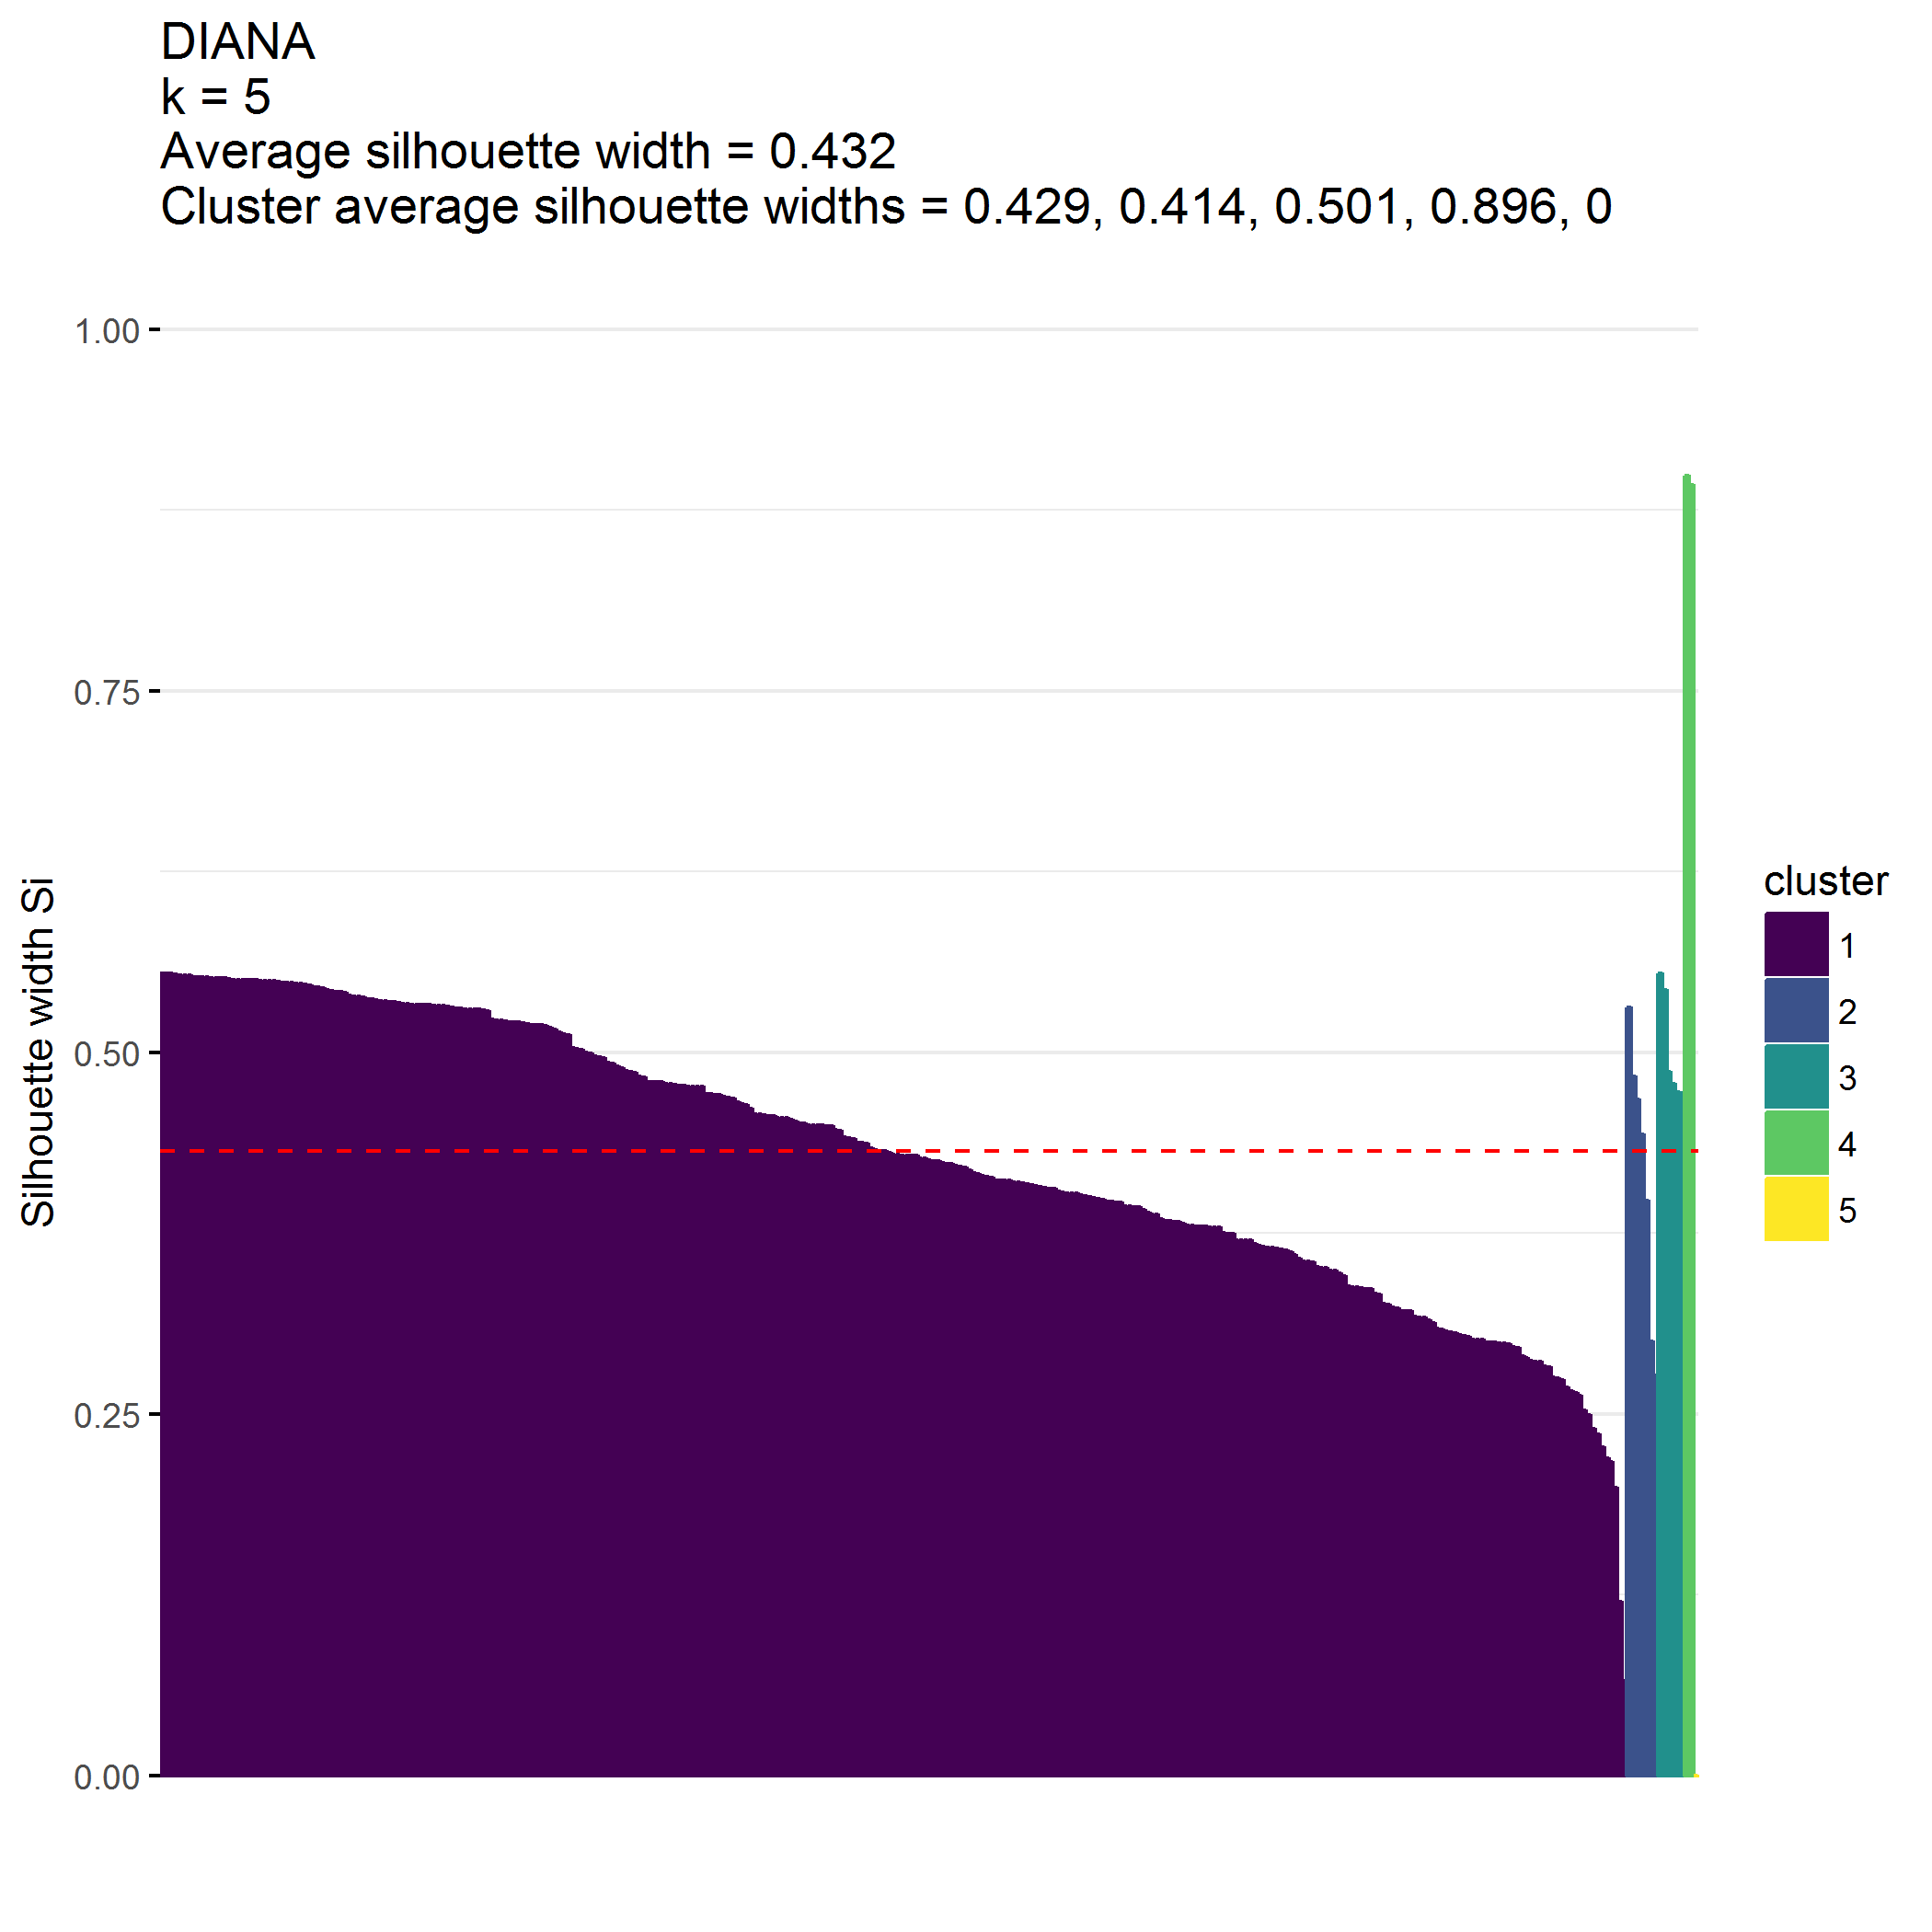 DIANA
k = 5
Average silhouette width = 0.432
Cluster average silhouette widths = 0.429, 0.414, 0.501, 0.896, 0
1.00
0.75
0.50
0.25
0.00
Silhouette width Si
cluster
1
2
3
4
5